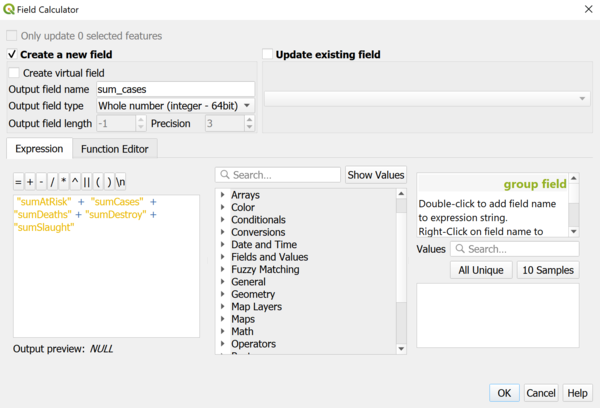 Field Calculator
Only update 0 selected features
Create a new field
Update existing field
Create virtual field
Output field name sum_cases
Output field type Whole number (integer - 64bit)
Output field length -1 Precision 3
Expression Function Editor
= + - / * ^ || ( ) \n
"sumAtRisk" + "sumCases" +
"sumDeaths" + "sumDestroy" +
"sumSlaught"
Output preview: NULL
Search... Show Values
Arrays
Color
Conditionals
Conversions
Date and Time
Fields and Values
Fuzzy Matching
General
Geometry
Map Layers
Maps
Math
Operators
group field
Double-click to add field name
to expression string.
Right-Click on field name to
Values Search...
All Unique 10 Samples
OK Cancel Help